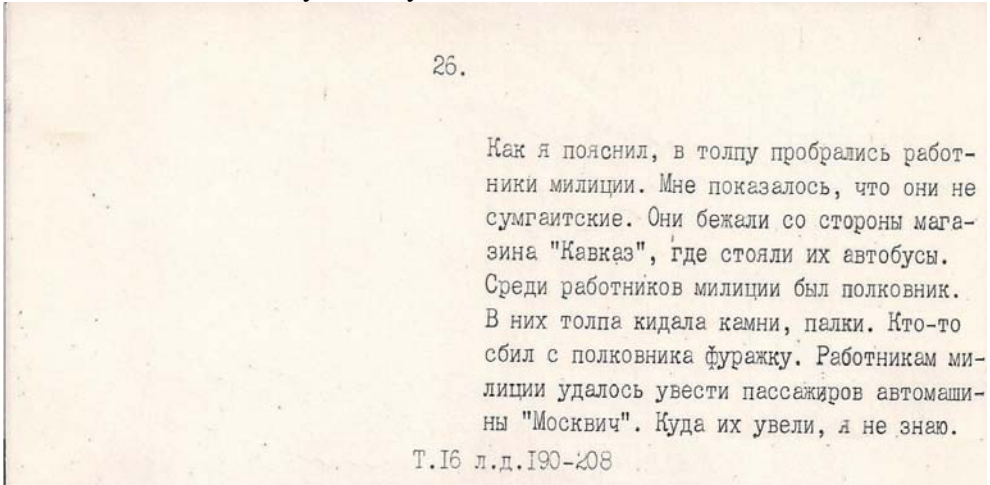 26.
Как я пояснил, в толпу пробрались работ-
ники милиции. Мне показалось, что они не
сумгаитские. Они бежали со стороны мага-
зина "Кавказ", где стояли их автобусы.
Среди работников милиции был полковник.
В них толпа кидала камни, палки. Кто-то
сбил с полковника фуражку. Работникам ми-
лиции удалось увести пассажиров автомаши-
ны "Москвич". Куда их увели, я не знаю.
Т.I6 л.д.I90-208